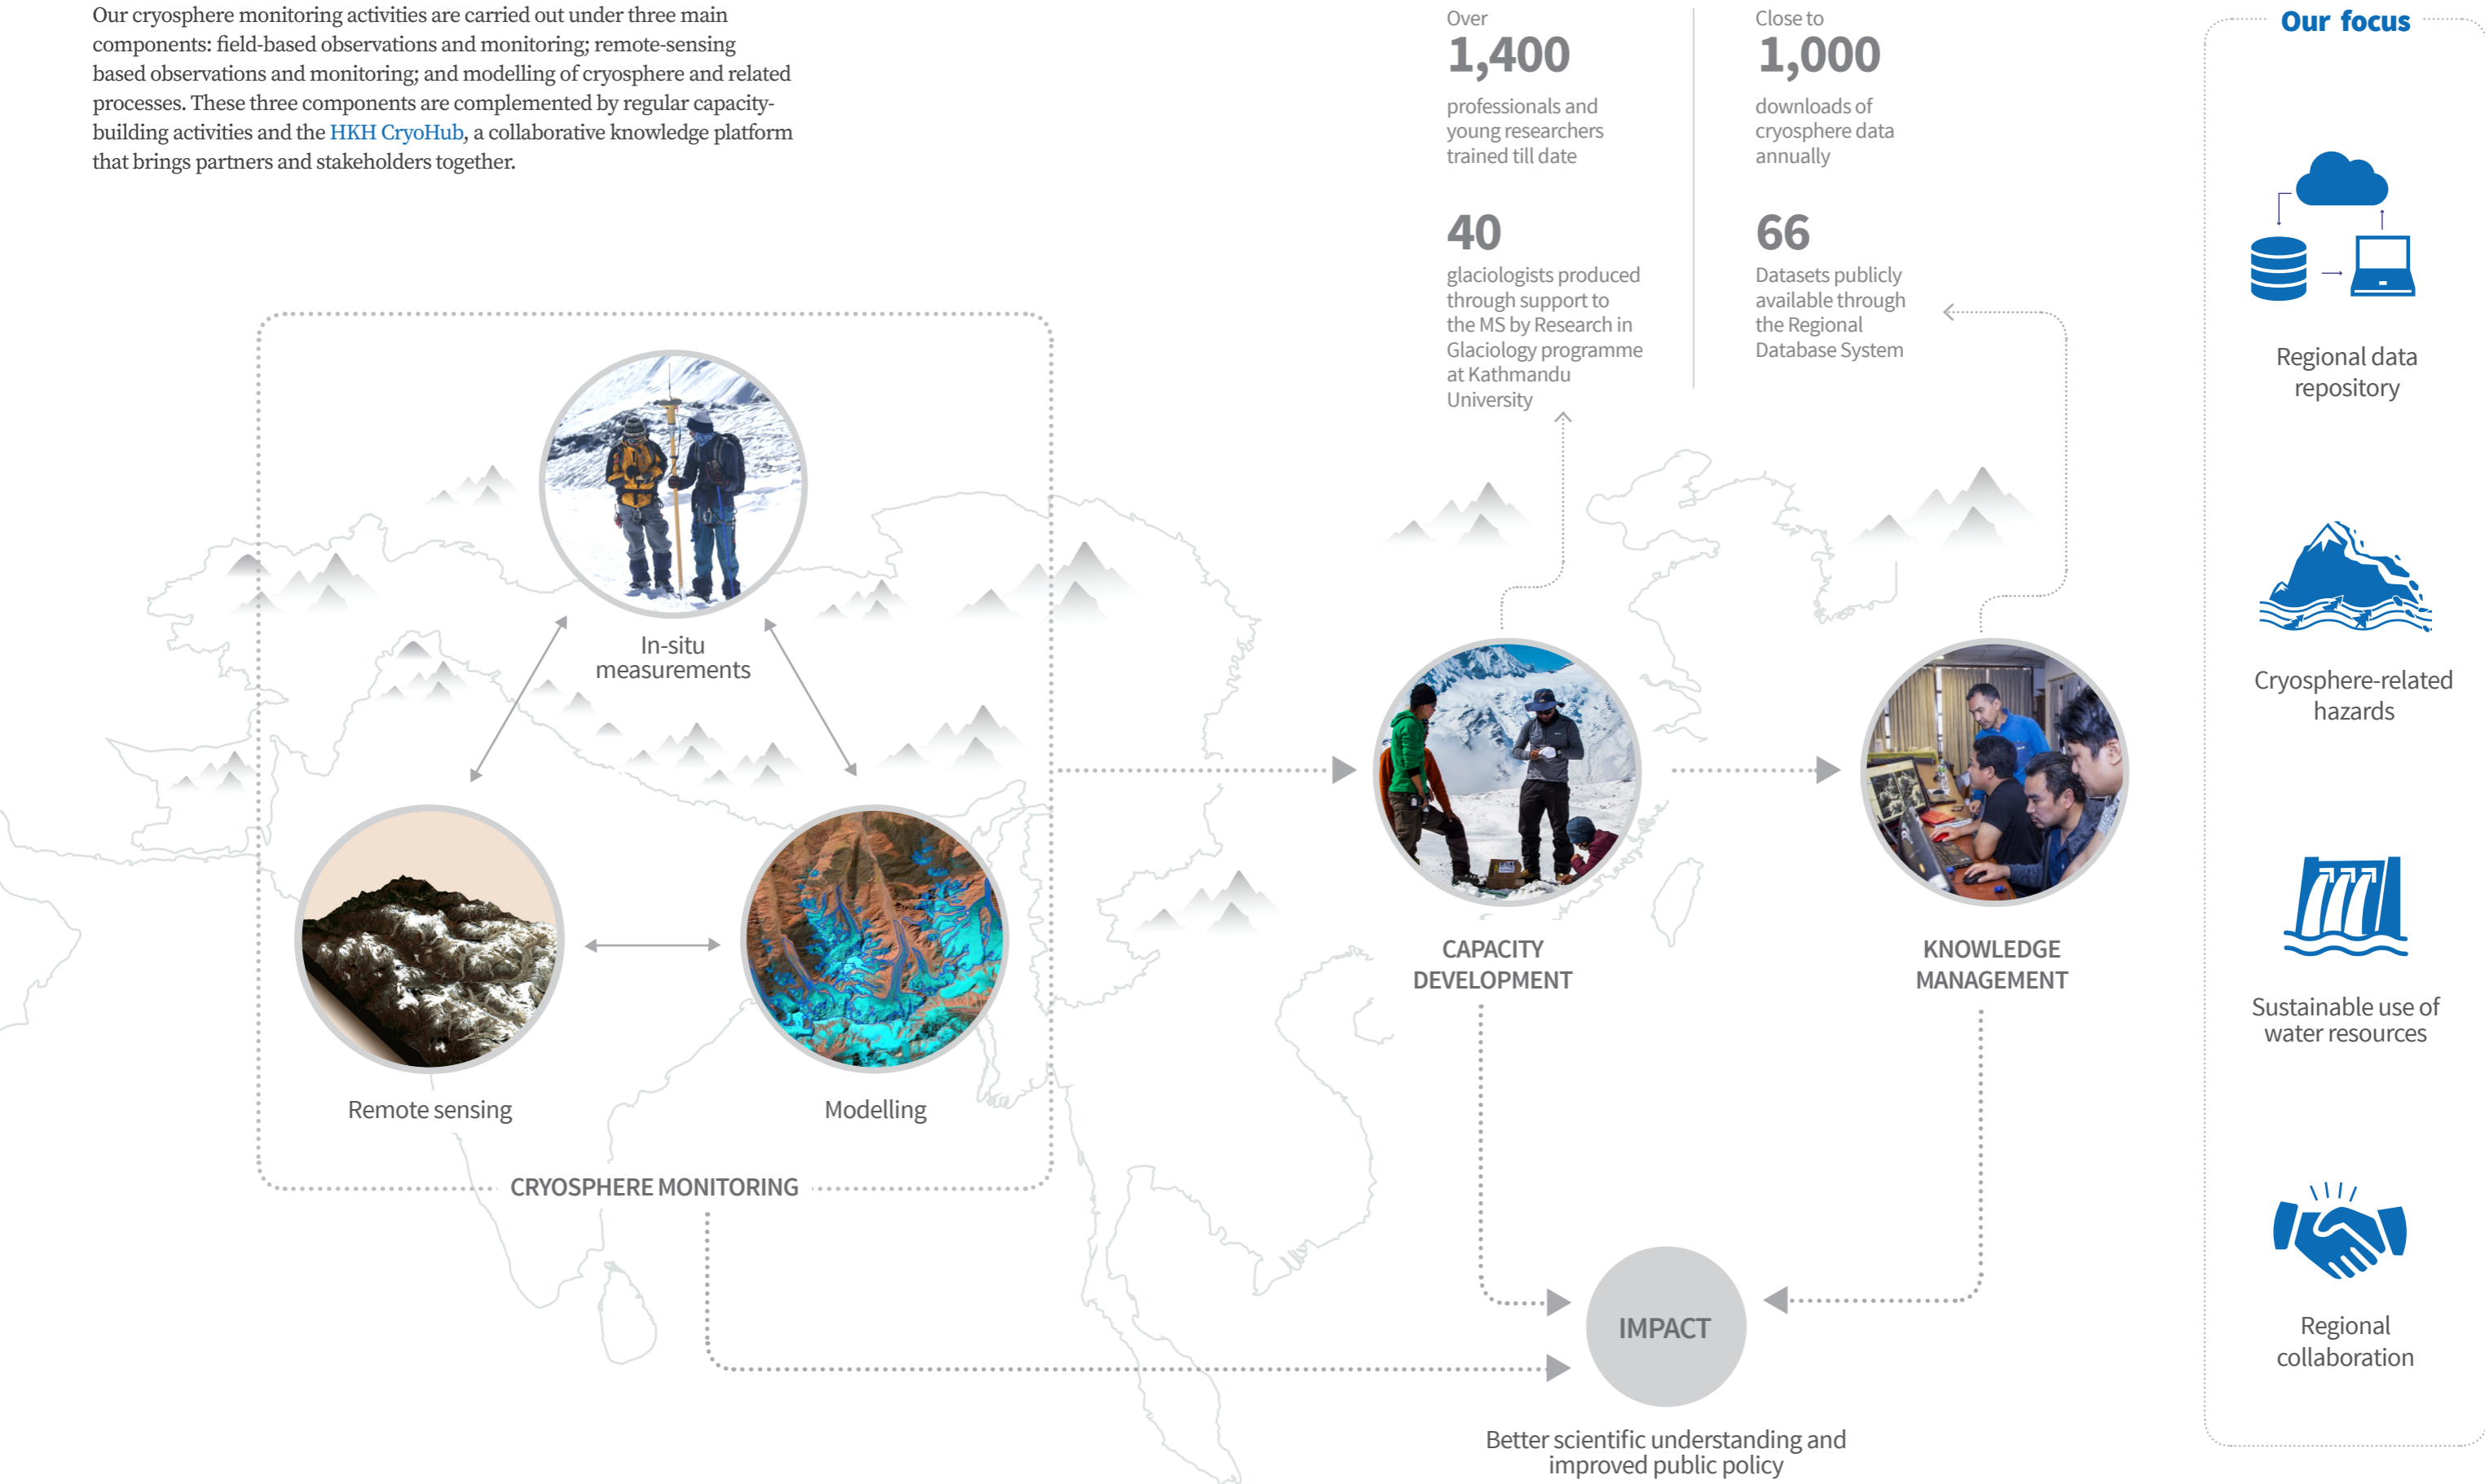 Our cryosphere monitoring activities are carried out under three main
components: field-based observations and monitoring; remote-sensing
based observations and monitoring; and modelling of cryosphere and related
processes. These three components are complemented by regular capacity-
building activities and the HKH CryoHub, a collaborative knowledge platform
that brings partners and stakeholders together.
Over
1,400
professionals and
young researchers
trained till date
40
glaciologists produced
through support to
the MS by Research in
Glaciology programme
at Kathmandu
University
Close to
1,000
downloads of
cryosphere data
annually
66
Datasets publicly
available through
the Regional
Database System
In-situ
measurements
Remote sensing
Modelling
CRYOSPHERE MONITORING
CAPACITY
DEVELOPMENT
KNOWLEDGE
MANAGEMENT
IMPACT
Better scientific understanding and
improved public policy
Our focus
Regional data
repository
Cryosphere-related
hazards
Sustainable use of
water resources
Regional
collaboration